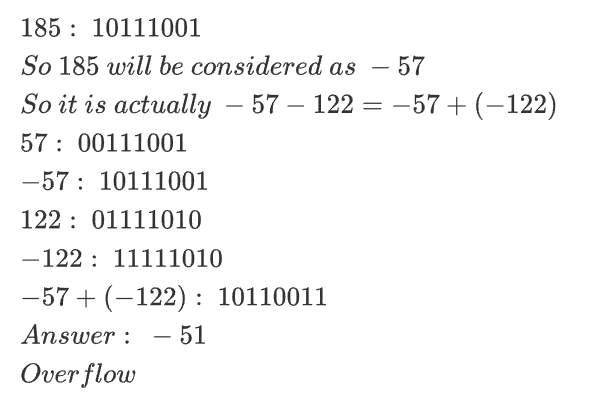 185 : 10111001
So 185 will be considered as − 57
So it is actually − 57 − 122 = −57 + (−122)
57 : 00111001
−57 : 10111001
122 : 01111010
−122 : 11111010
−57 + (−122) : 10110011
Answer : − 51
Overflow